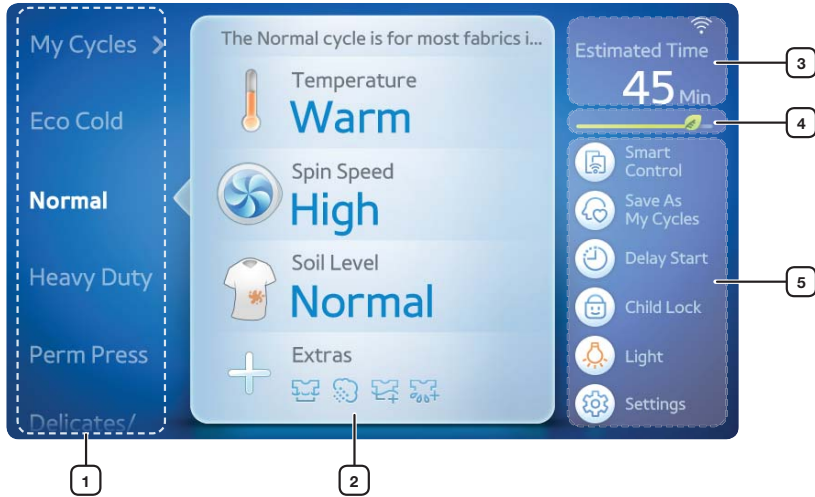 My Cycles
Eco Cold
Normal
Heavy Duty
Perm Press
Delicates/
The Normal cycle is for most fabrics i...
Temperature
Warm
Spin Speed
High
Soil Level
Normal
Extras
Estimated Time
45 Min
Smart
Control
Save As
My Cycles
Delay Start
Child Lock
Light
Settings
1
2
3
4
5